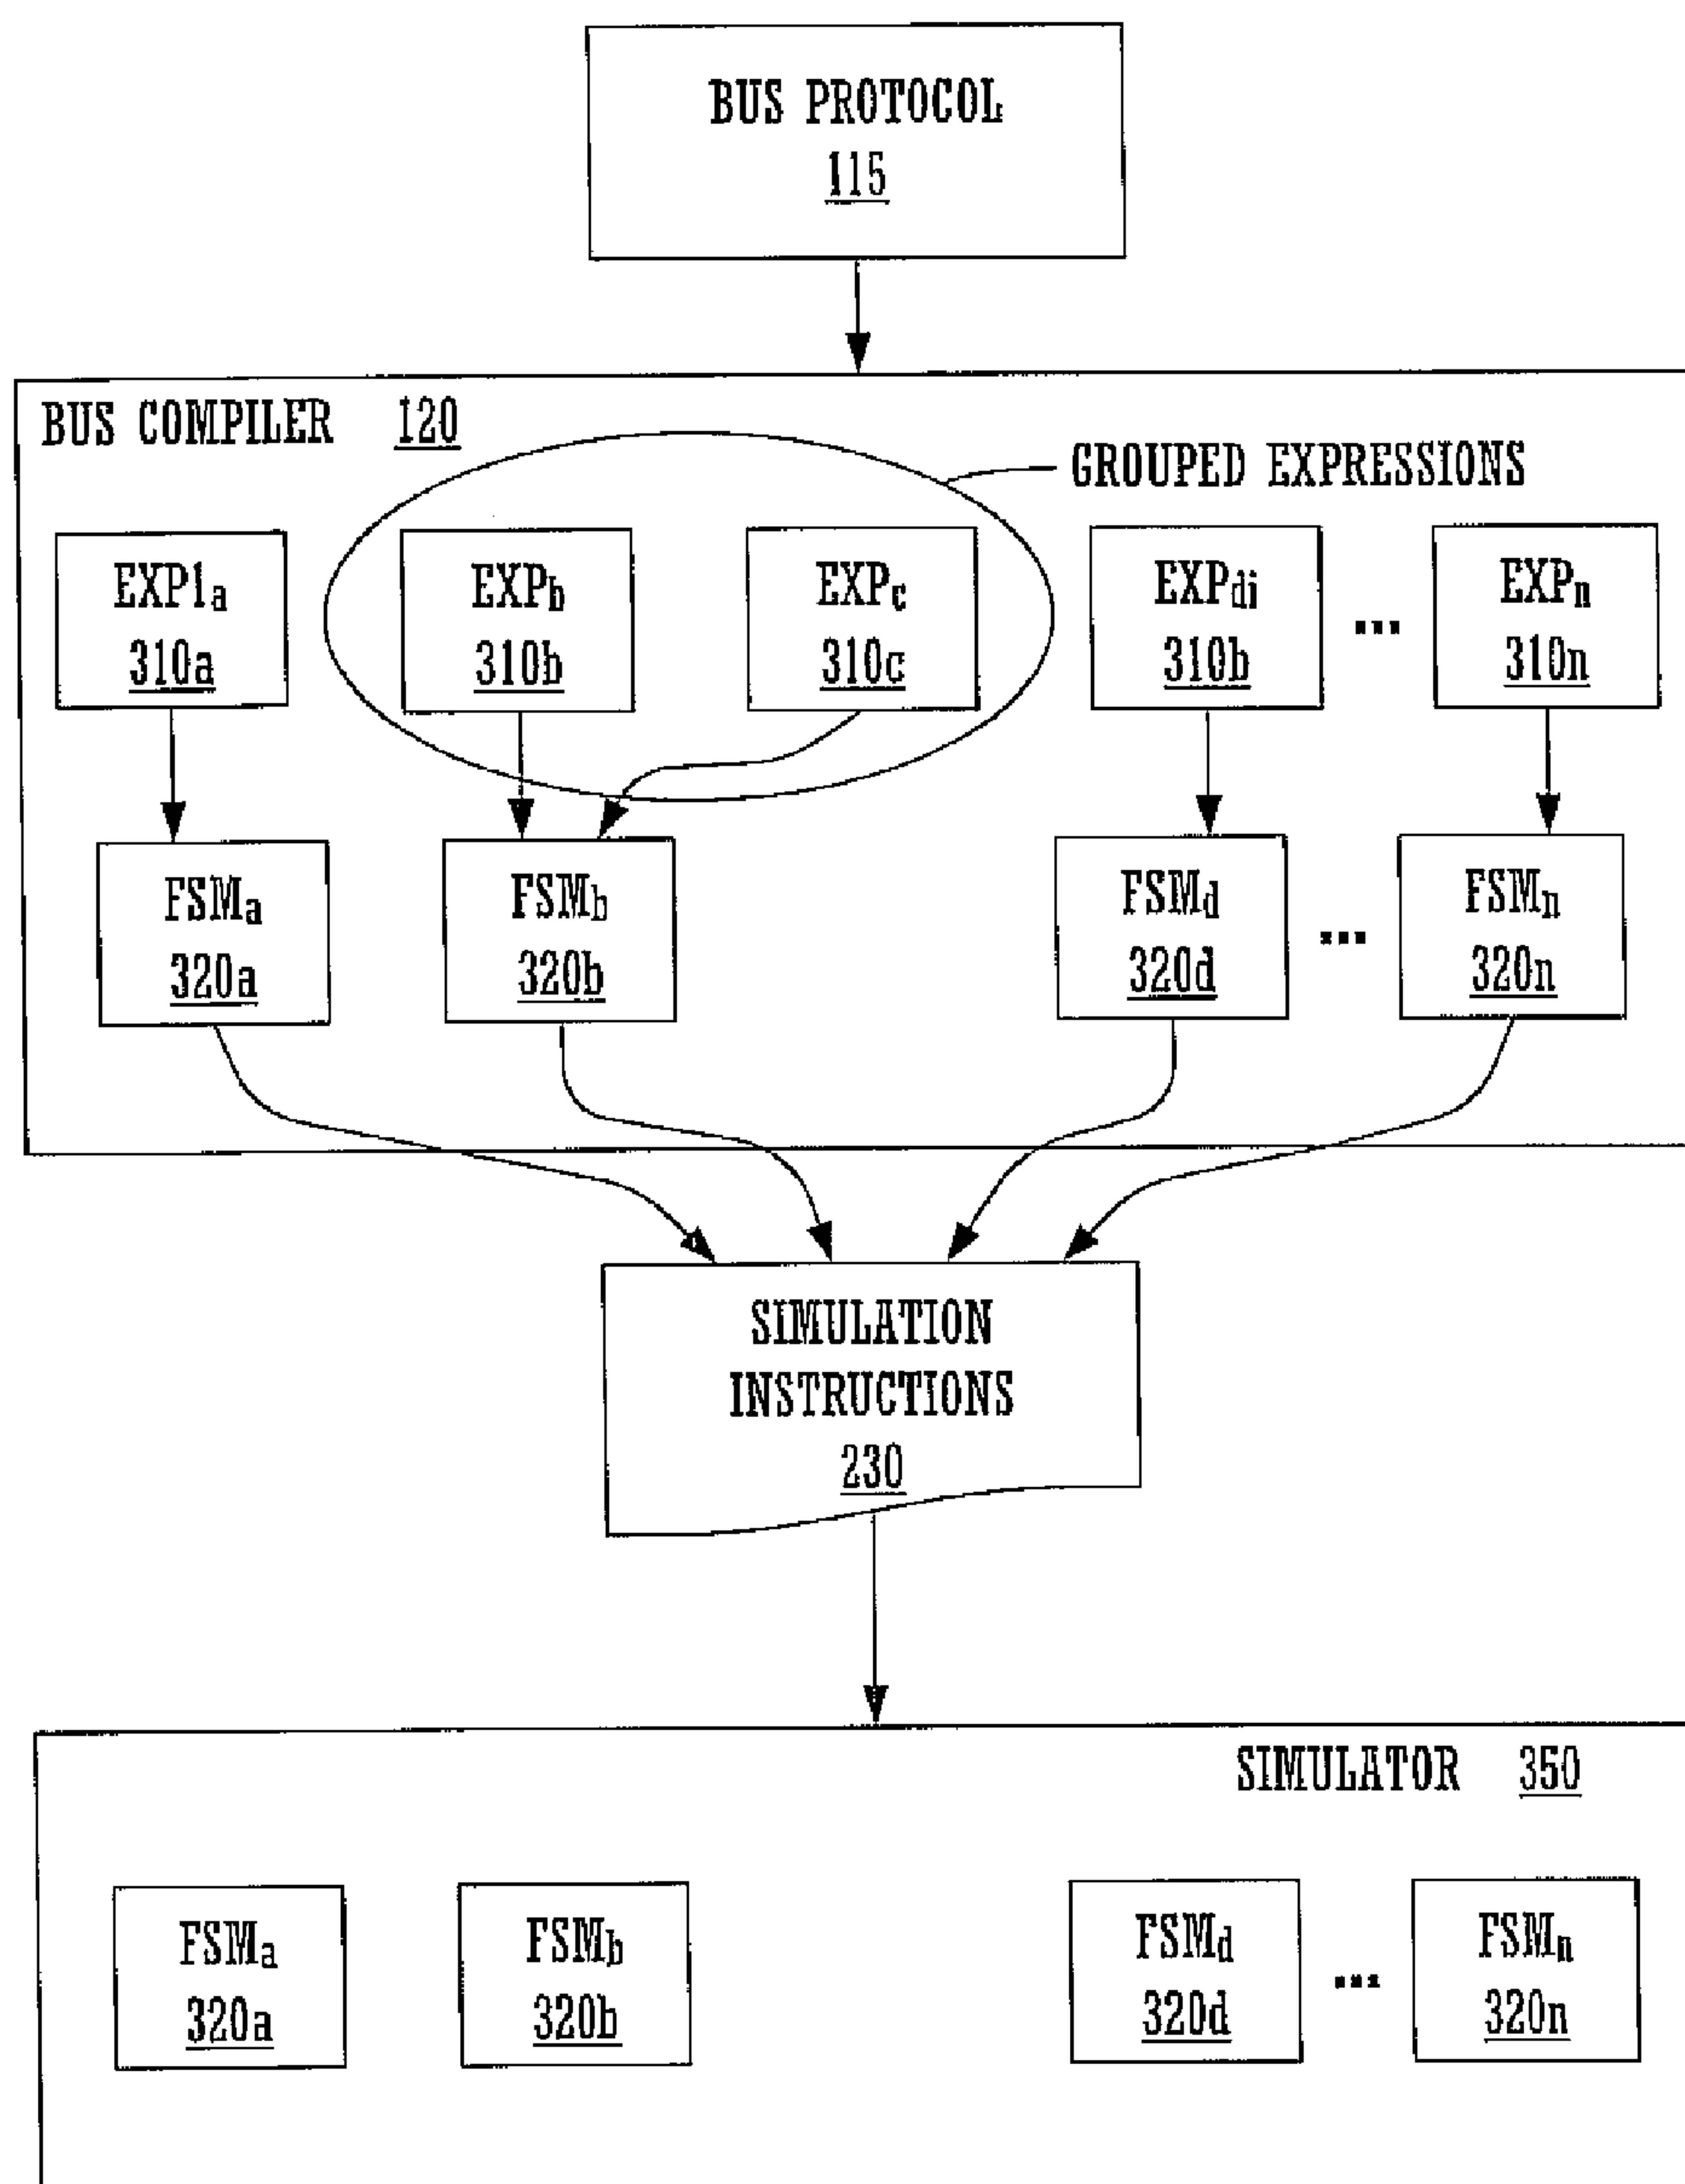 BUS PROTOCOL
115
BUS COMPILER 120
GROUPED EXPRESSIONS
EXP1a
310a
EXPb
310b
EXPc
310c
EXPdi
310b
...
EXPn
310n
FSMa
320a
FSMb
320b
FSMd
320d
...
FSMn
320n
SIMULATION
INSTRUCTIONS
230
SIMULATOR 350
FSMa
320a
FSMb
320b
FSMd
320d
...
FSMn
320n